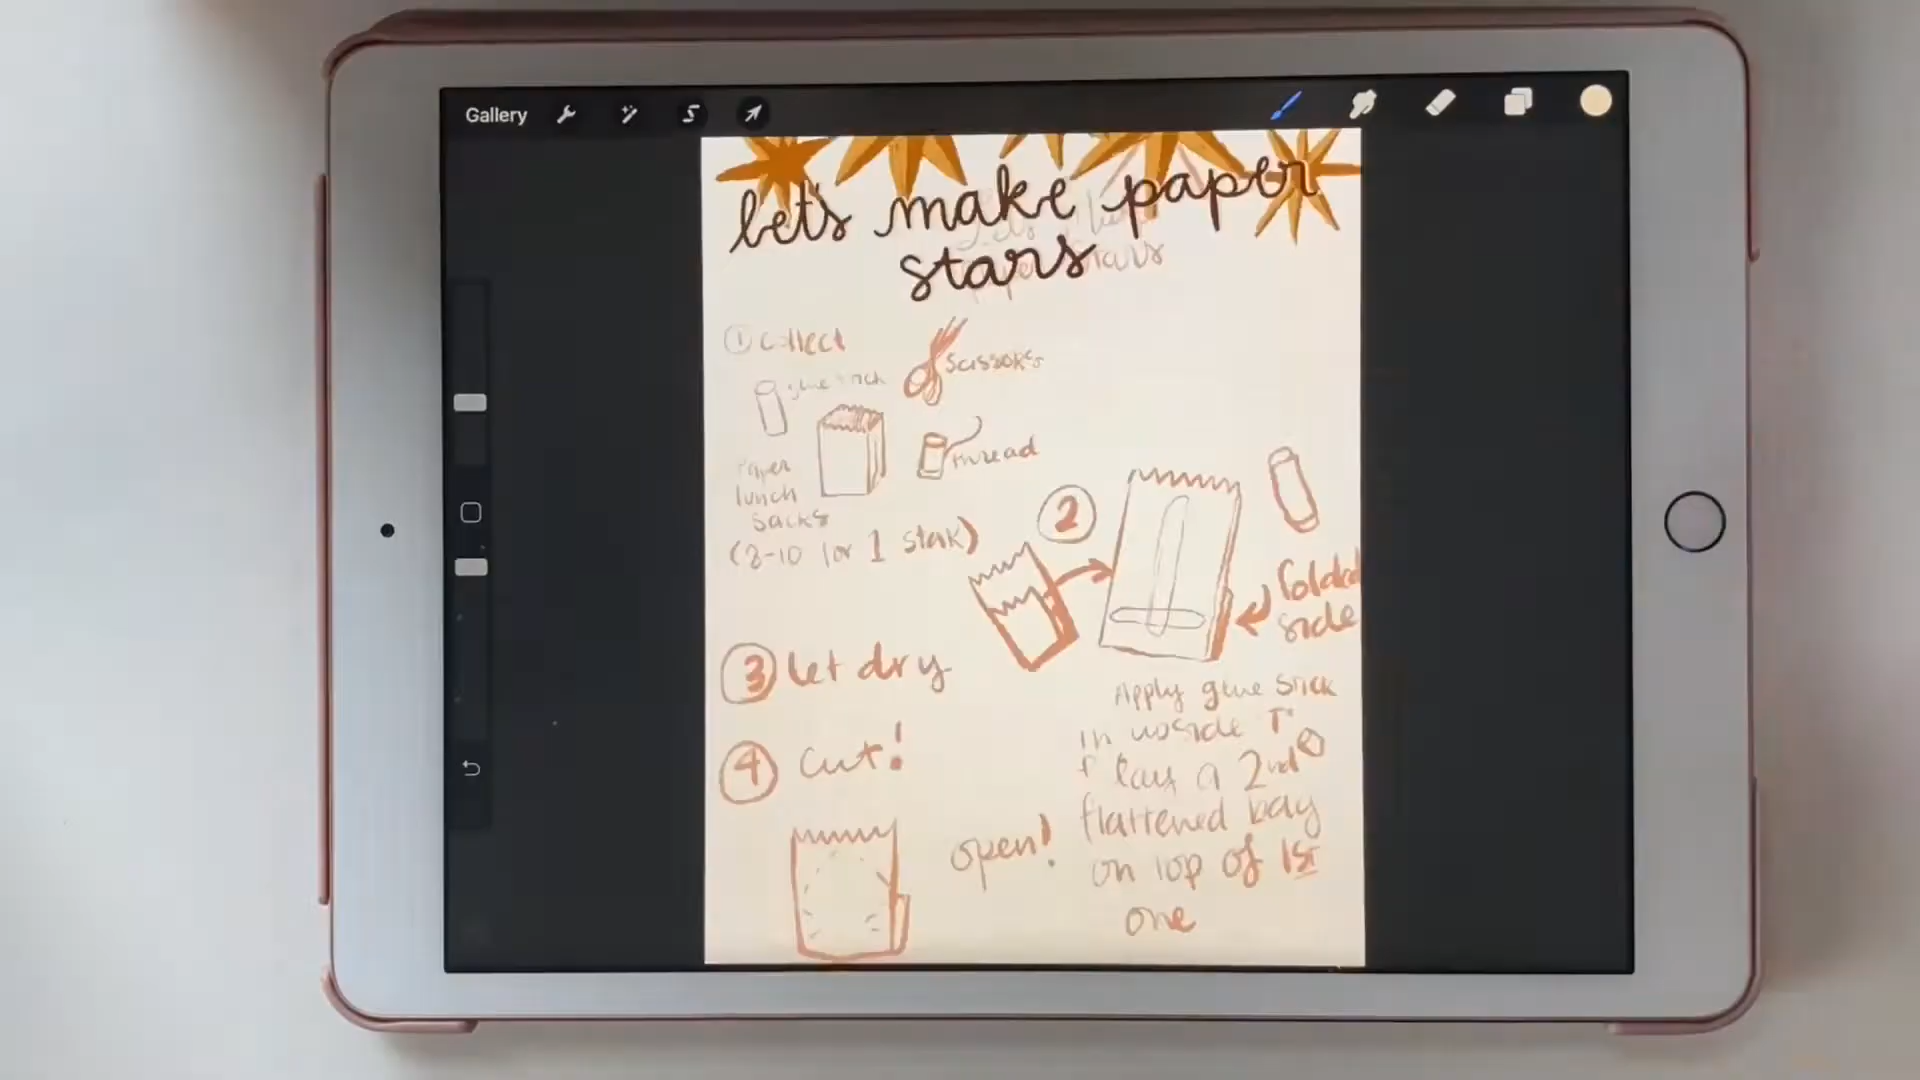 Gallery
let's make paper
stars
① collect
glue stick
scissors
thread
Paper
lunch
sacks
(8-10 for 1 star)
2
folded
side
Apply glue stick
in upside T
& lay a 2nd
flattened bag
on top of 1st
one
3 let dry
4 cut!
open!